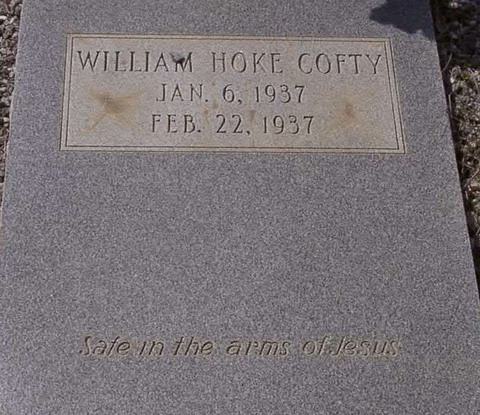 WILLIAM HOKE COFTY
JAN. 6, 1937
FEB. 22, 1937
Safe in the arms of Jesus